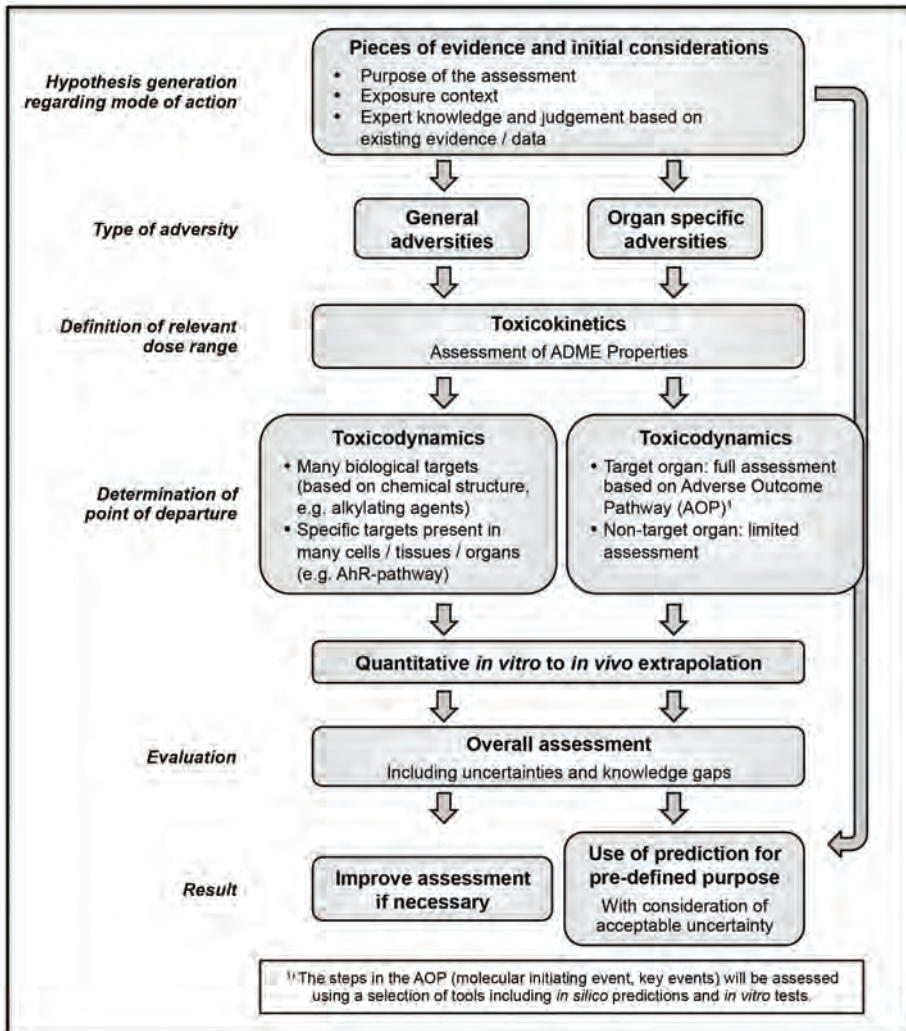 Hypothesis generation
regarding mode of action
Pieces of evidence and initial considerations
• Purpose of the assessment
• Exposure context
• Expert knowledge and judgement based on
existing evidence / data
Type of adversity
General
adversities
Organ specific
adversities
Definition of relevant
dose range
Toxicokinetics
Assessment of ADME Properties
Determination of
point of departure
Toxicodynamics
• Many biological targets
(based on chemical structure,
e.g. alkylating agents)
• Specific targets present in
many cells / tissues / organs
(e.g. AhR-pathway)
Toxicodynamics
• Target organ: full assessment
based on Adverse Outcome
Pathway (AOP)¹
• Non-target organ: limited
assessment
Quantitative in vitro to in vivo extrapolation
Evaluation
Overall assessment
Including uncertainties and knowledge gaps
Result
Improve assessment
if necessary
Use of prediction for
pre-defined purpose
With consideration of
acceptable uncertainty
¹⁾ The steps in the AOP (molecular initiating event, key events) will be assessed
using a selection of tools including in silico predictions and in vitro tests.